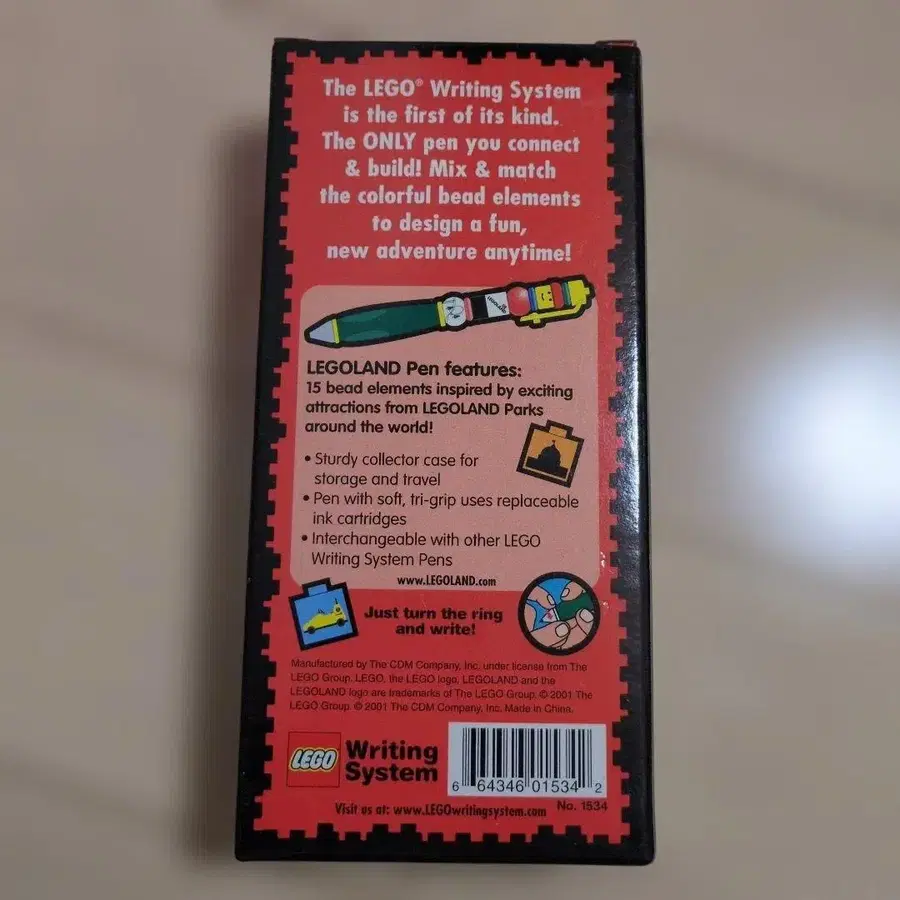 The LEGO® Writing System
is the first of its kind.
The ONLY pen you connect
& build! Mix & match
the colorful bead elements
to design a fun,
new adventure anytime!
LEGOLAND
LEGOLAND Pen features:
15 bead elements inspired by exciting
attractions from LEGOLAND Parks
around the world!
• Sturdy collector case for
storage and travel
• Pen with soft, tri-grip uses replaceable
ink cartridges
• Interchangeable with other LEGO
Writing System Pens
www.LEGOLAND.com
Just turn the ring
and write!
Manufactured by The CDM Company, Inc. under license from The
LEGO Group. LEGO, the LEGO logo, LEGOLAND and the
LEGOLAND logo are trademarks of The LEGO Group. © 2001 The
LEGO Group. © 2001 The CDM Company, Inc. Made in China.
LEGO Writing
System
6 64346 01534 2
No. 1534
Visit us at: www.LEGOwritingsystem.com